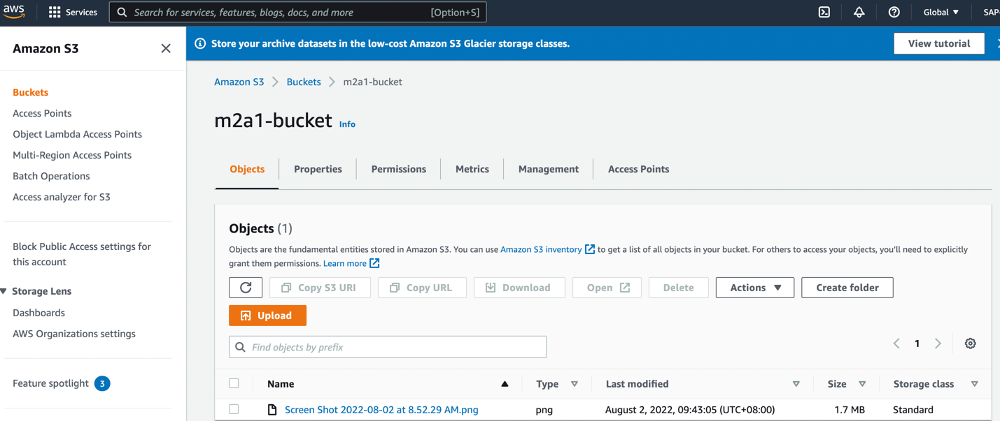 aws
Services
Search for services, features, blogs, docs, and more
[Option+S]
Global
SAP-
Amazon S3
Store your archive datasets in the low-cost Amazon S3 Glacier storage classes.
View tutorial
Buckets
Access Points
Object Lambda Access Points
Multi-Region Access Points
Batch Operations
Access analyzer for S3
Block Public Access settings for
this account
Storage Lens
Dashboards
AWS Organizations settings
Feature spotlight 3
Amazon S3 Buckets m2a1-bucket
m2a1-bucket Info
Objects Properties Permissions Metrics Management Access Points
Objects (1)
Objects are the fundamental entities stored in Amazon S3. You can use Amazon S3 inventory to get a list of all objects in your bucket. For others to access your objects, you'll need to explicitly
grant them permissions. Learn more
Copy S3 URI Copy URL Download Open Delete Actions Create folder
Upload
Find objects by prefix
1
Name Type Last modified Size Storage class
Screen Shot 2022-08-02 at 8.52.29 AM.png png August 2, 2022, 09:43:05 (UTC+08:00) 1.7 MB Standard